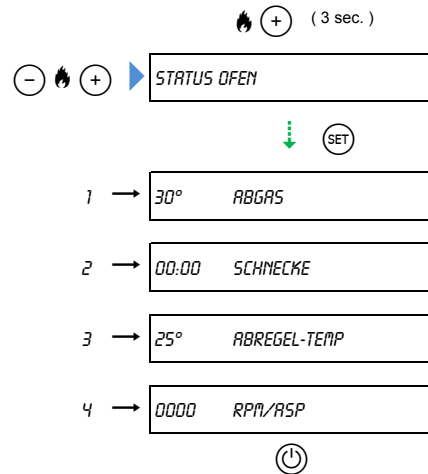 + ( 3 sec. )
− + STATUS OFEN
SET
1 → 30° ABGAS
2 → 00:00 SCHNECKE
3 → 25° ABREGEL-TEMP
4 → 0000 RPM/ASP